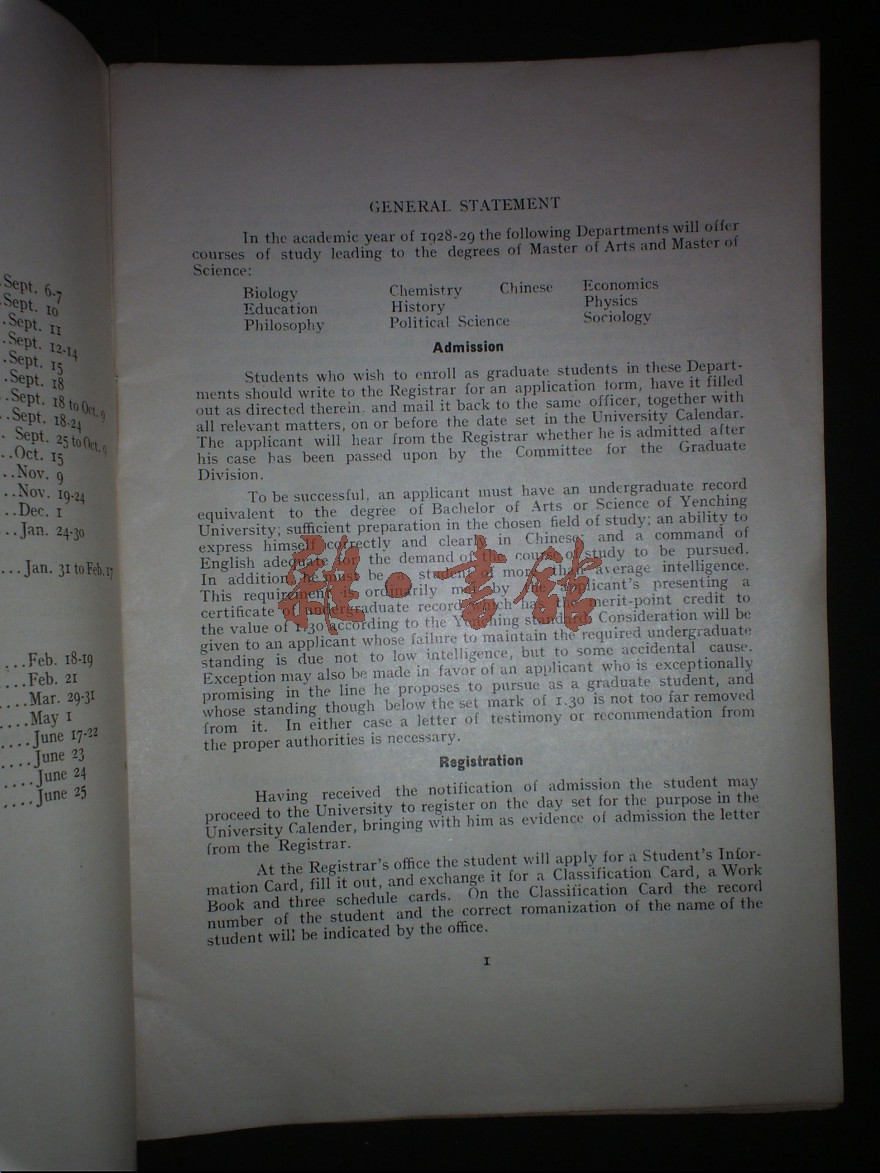 .Sept. 6-7
.Sept. 10
..Sept. 11
.Sept. 12-14
.Sept. 15
.Sept. 18
..Sept. 18 to Oct. 9
..Sept. 18-24
. Sept. 25 to Oct. 9
..Oct. 15
..Nov. 9
..Nov. 19-24
..Dec. 1
...Jan. 24-30
...Jan. 31 to Feb. 17
...Feb. 18-19
....Feb. 21
....Mar. 29-31
....May 1
....June 17-22
....June 23
....June 24
....June 25
GENERAL STATEMENT
In the academic year of 1928-29 the following Departments will offer
courses of study leading to the degrees of Master of Arts and Master of
Science:
Biology Chemistry Chinese Economics
Education History Physics
Philosophy Political Science Sociology
Admission
Students who wish to enroll as graduate students in these Depart-
ments should write to the Registrar for an application form, have it filled
out as directed therein, and mail it back to the same officer, together with
all relevant matters, on or before the date set in the University Calendar.
The applicant will hear from the Registrar whether he is admitted after
his case has been passed upon by the Committee for the Graduate
Division.
To be successful, an applicant must have an undergraduate record
equivalent to the degree of Bachelor of Arts or Science of Yenching
University; sufficient preparation in the chosen field of study; an ability to
express himself correctly and clearly in Chinese; and a command of
English adequate for the demand of the course of study to be pursued.
In addition, he must be a student of more than average intelligence.
This requirement is ordinarily met by the applicant's presenting a
certificate of undergraduate record which has the merit-point credit to
the value of 1.30 according to the Yenching standard. Consideration will be
given to an applicant whose failure to maintain the required undergraduate
standing is due not to low intelligence, but to some accidental cause.
Exception may also be made in favor of an applicant who is exceptionally
promising in the line he proposes to pursue as a graduate student, and
whose standing though below the set mark of 1.30 is not too far removed
from it. In either case a letter of testimony or recommendation from
the proper authorities is necessary.
Registration
Having received the notification of admission the student may
proceed to the University to register on the day set for the purpose in the
University Calender, bringing with him as evidence of admission the letter
from the Registrar.
At the Registrar's office the student will apply for a Student's Infor-
mation Card, fill it out, and exchange it for a Classification Card, a Work
Book and three schedule cards. On the Classification Card the record
number of the student and the correct romanization of the name of the
student will be indicated by the office.
1
雜·書館